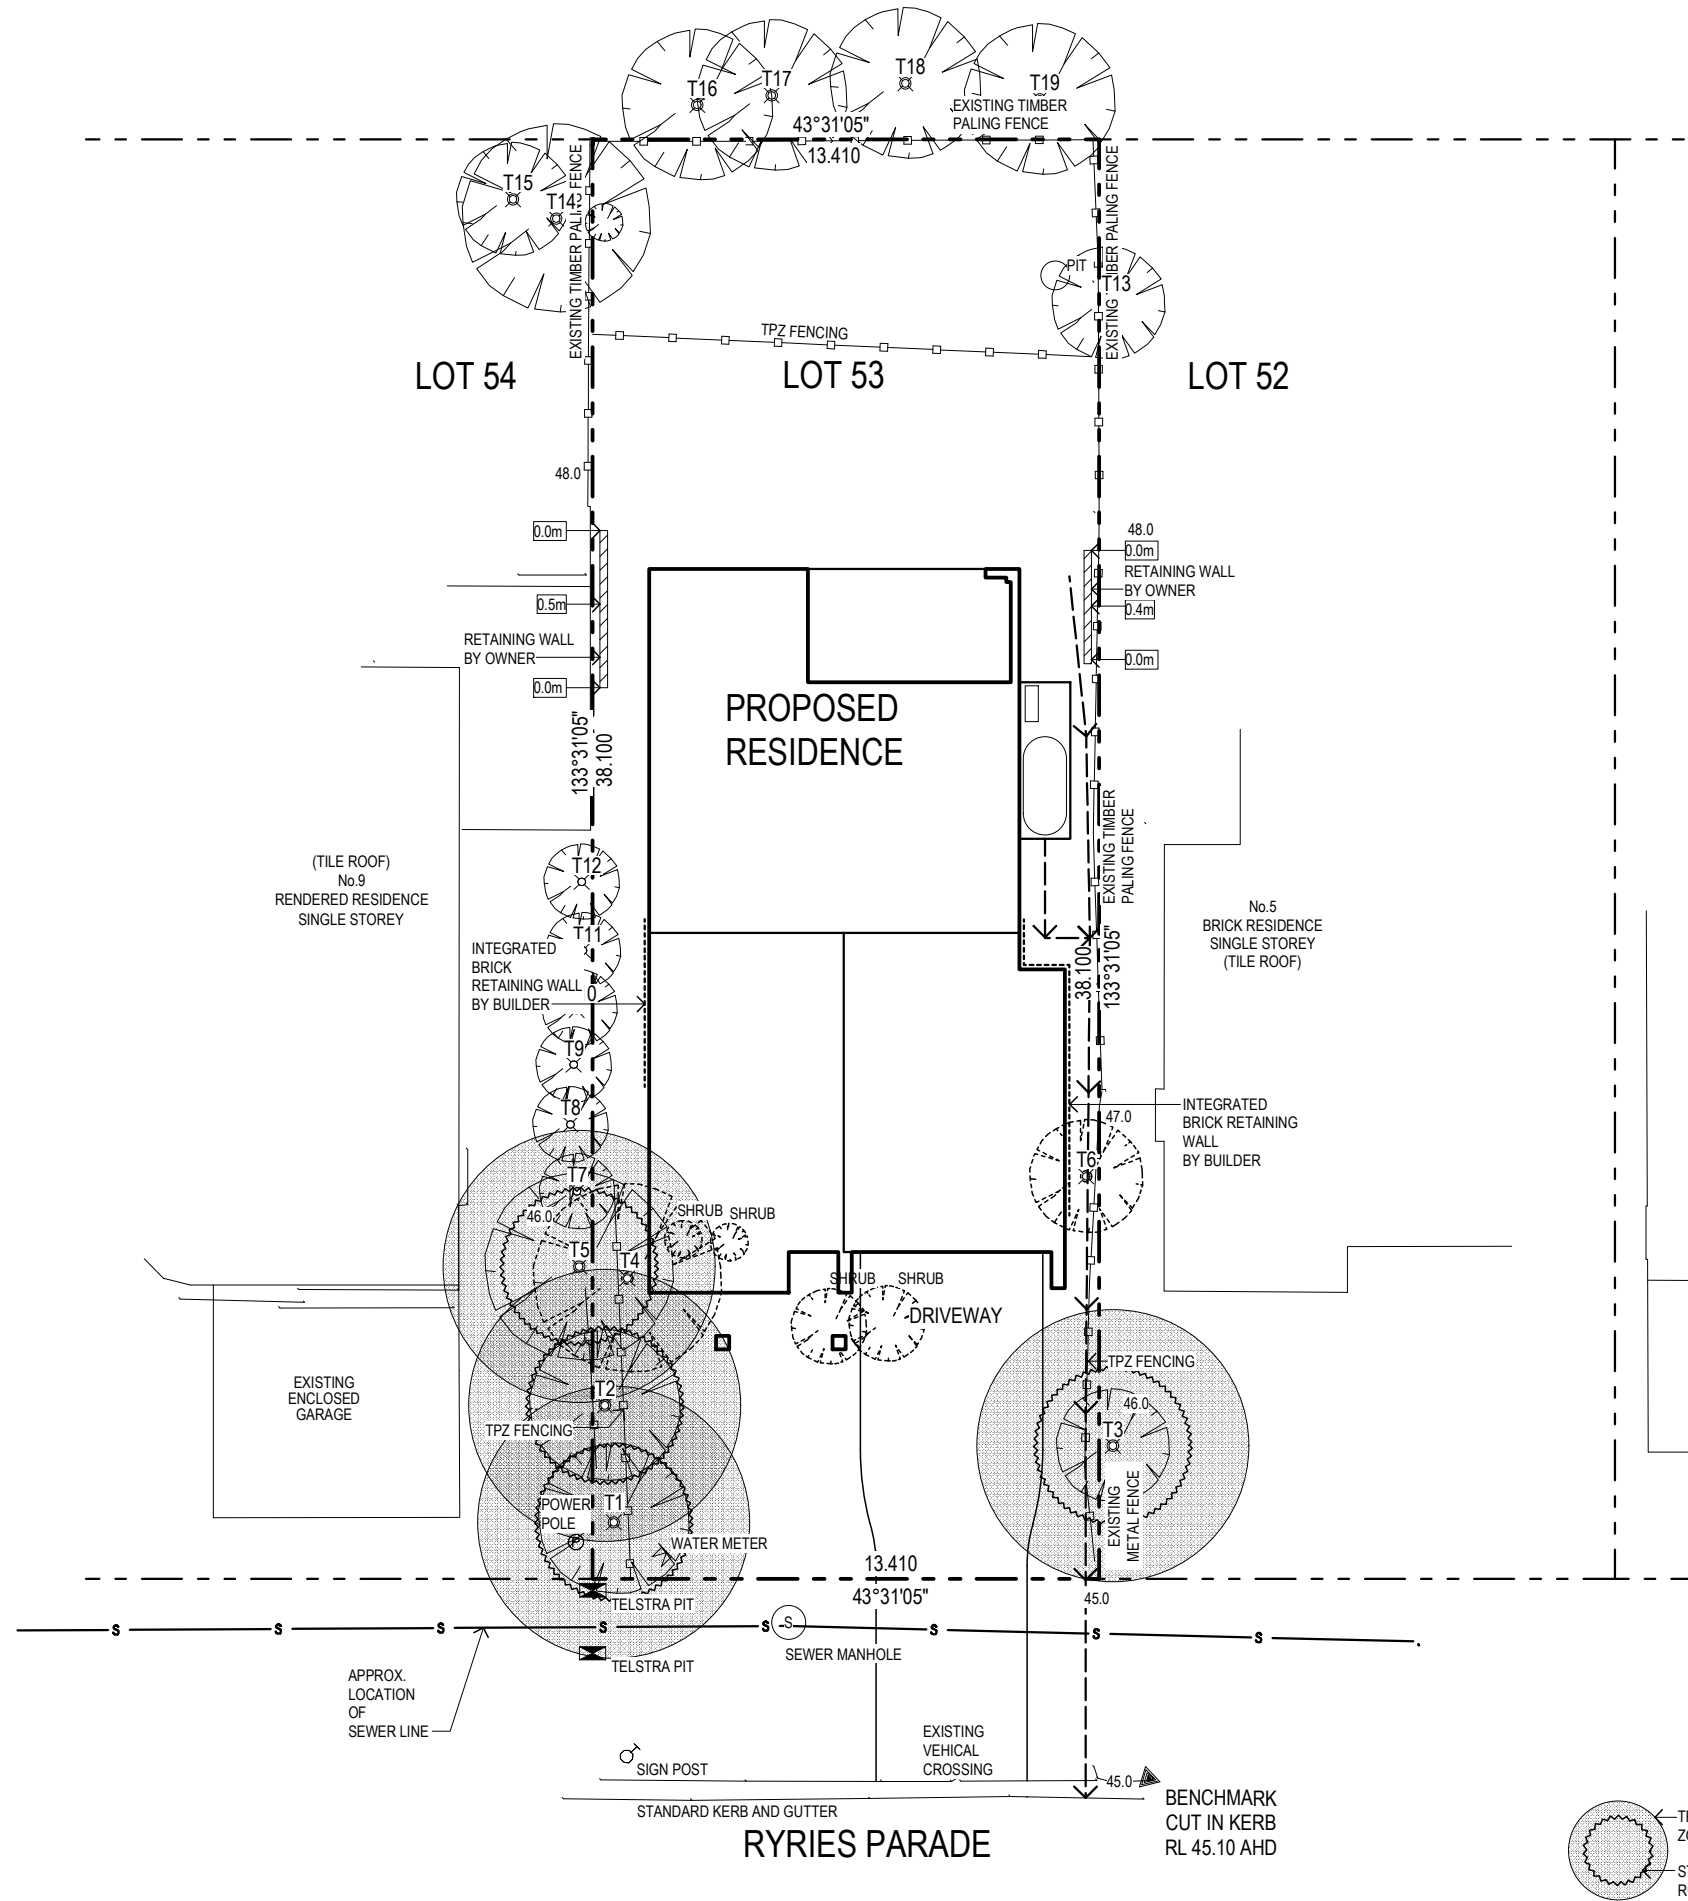 T16
T17
T18
T19
EXISTING TIMBER
PALING FENCE
43°31'05"
13.410
T15
T14
EXISTING TIMBER PALING FENCE
EXISTING TIMBER PALING FENCE
PIT
T13
TPZ FENCING
LOT 54
LOT 53
LOT 52
48.0
48.0
0.0m
0.0m
RETAINING WALL
BY OWNER
0.5m
0.4m
RETAINING WALL
BY OWNER
0.0m
0.0m
PROPOSED
RESIDENCE
133°31'05"
38.100
EXISTING TIMBER
PALING FENCE
(TILE ROOF)
No.9
RENDERED RESIDENCE
SINGLE STOREY
T12
T11
INTEGRATED
BRICK
RETAINING WALL
BY BUILDER
0
T9
T8
No.5
BRICK RESIDENCE
SINGLE STOREY
(TILE ROOF)
38.100
133°31'05"
INTEGRATED
BRICK RETAINING
WALL
BY BUILDER
47.0
T6
T7
46.0
T5
T4
SHRUB
SHRUB
SHRUB
SHRUB
DRIVEWAY
TPZ FENCING
46.0
T3
EXISTING
METAL FENCE
EXISTING
ENCLOSED
GARAGE
T2
TPZ FENCING
T1
POWER
POLE
P
WATER METER
13.410
43°31'05"
45.0
TELSTRA PIT
S S S S S S S S S
SEWER MANHOLE
TELSTRA PIT
APPROX.
LOCATION
OF
SEWER LINE
SIGN POST
EXISTING
VEHICAL
CROSSING
45.0
BENCHMARK
CUT IN KERB
RL 45.10 AHD
STANDARD KERB AND GUTTER
RYRIES PARADE